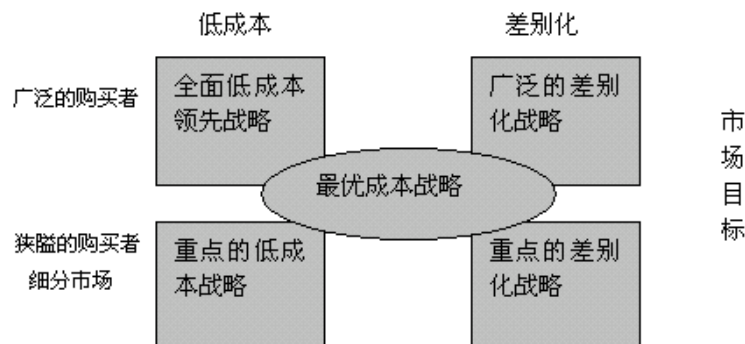 低成本
差别化
广泛的购买者
全面低成本
领先战略
广泛的差别
化战略
市
场
目
标
最优成本战略
狭隘的购买者
细分市场
重点的低成
本战略
重点的差别
化战略